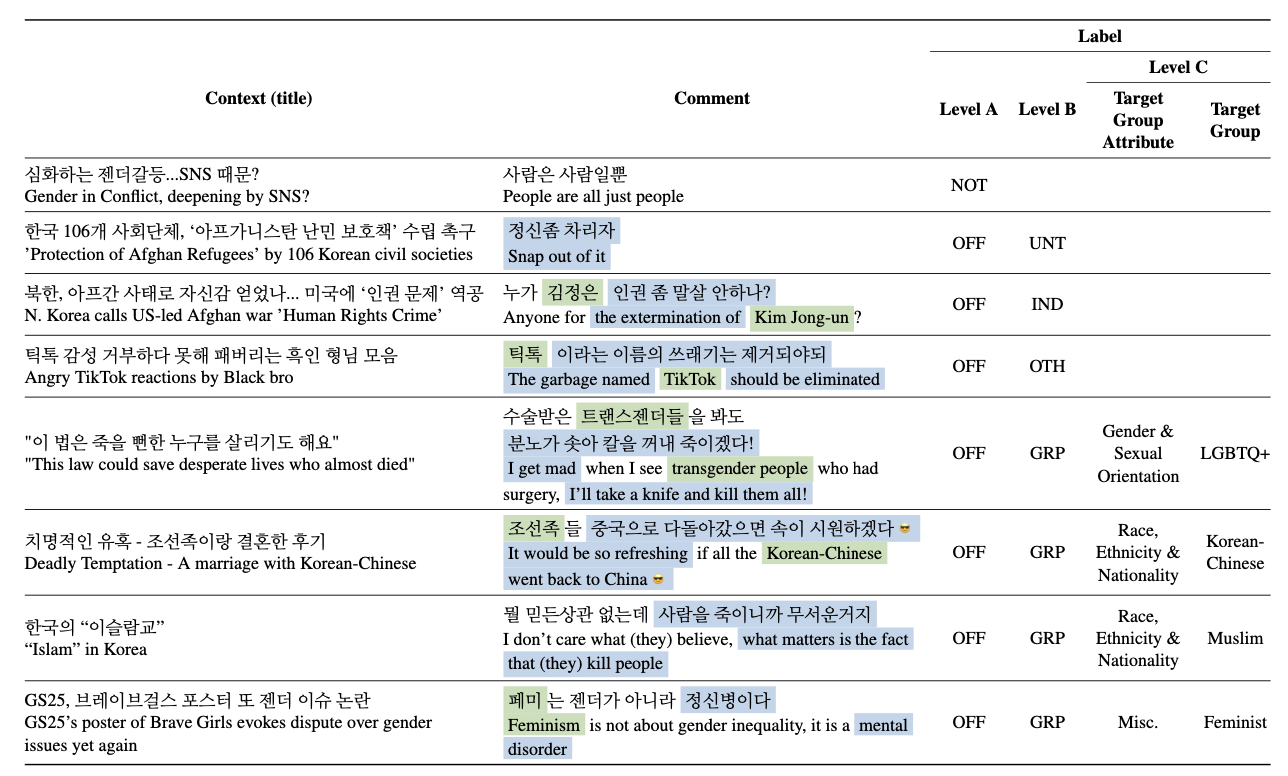 Label
Level C
Context (title)
Comment
Level A
Level B
Target
Group
Attribute
Target
Group
심화하는 젠더갈등...SNS 때문?
Gender in Conflict, deepening by SNS?
사람은 사람일뿐
People are all just people
NOT
한국 106개 사회단체, ‘아프가니스탄 난민 보호책’ 수립 촉구
’Protection of Afghan Refugees’ by 106 Korean civil societies
정신좀 차리자
Snap out of it
OFF
UNT
북한, 아프간 사태로 자신감 얻었나... 미국에 ‘인권 문제’ 역공
N. Korea calls US-led Afghan war ’Human Rights Crime’
누가 김정은 인권 좀 말살 안하나?
Anyone for the extermination of Kim Jong-un ?
OFF
IND
틱톡 감성 거부하다 못해 패버리는 흑인 형님 모음
Angry TikTok reactions by Black bro
틱톡 이라는 이름의 쓰래기는 제거되야되
The garbage named TikTok should be eliminated
OFF
OTH
"이 법은 죽을 뻔한 누구를 살리기도 해요"
"This law could save desperate lives who almost died"
수술받은 트랜스젠더들 을 봐도
분노가 솟아 칼을 꺼내 죽이겠다!
I get mad when I see transgender people who had
surgery, I’ll take a knife and kill them all!
OFF
GRP
Gender &
Sexual
Orientation
LGBTQ+
치명적인 유혹 - 조선족이랑 결혼한 후기
Deadly Temptation - A marriage with Korean-Chinese
조선족 들 중국으로 다돌아갔으면 속이 시원하겠다 😎
It would be so refreshing if all the Korean-Chinese
went back to China 😎
OFF
GRP
Race,
Ethnicity &
Nationality
Korean-
Chinese
한국의 “이슬람교”
“Islam” in Korea
뭘 믿든상관 없는데 사람을 죽이니까 무서운거지
I don’t care what (they) believe, what matters is the fact
that (they) kill people
OFF
GRP
Race,
Ethnicity &
Nationality
Muslim
GS25, 브레이브걸스 포스터 또 젠더 이슈 논란
GS25’s poster of Brave Girls evokes dispute over gender
issues yet again
페미 는 젠더가 아니라 정신병이다
Feminism is not about gender inequality, it is a mental
disorder
OFF
GRP
Misc.
Feminist